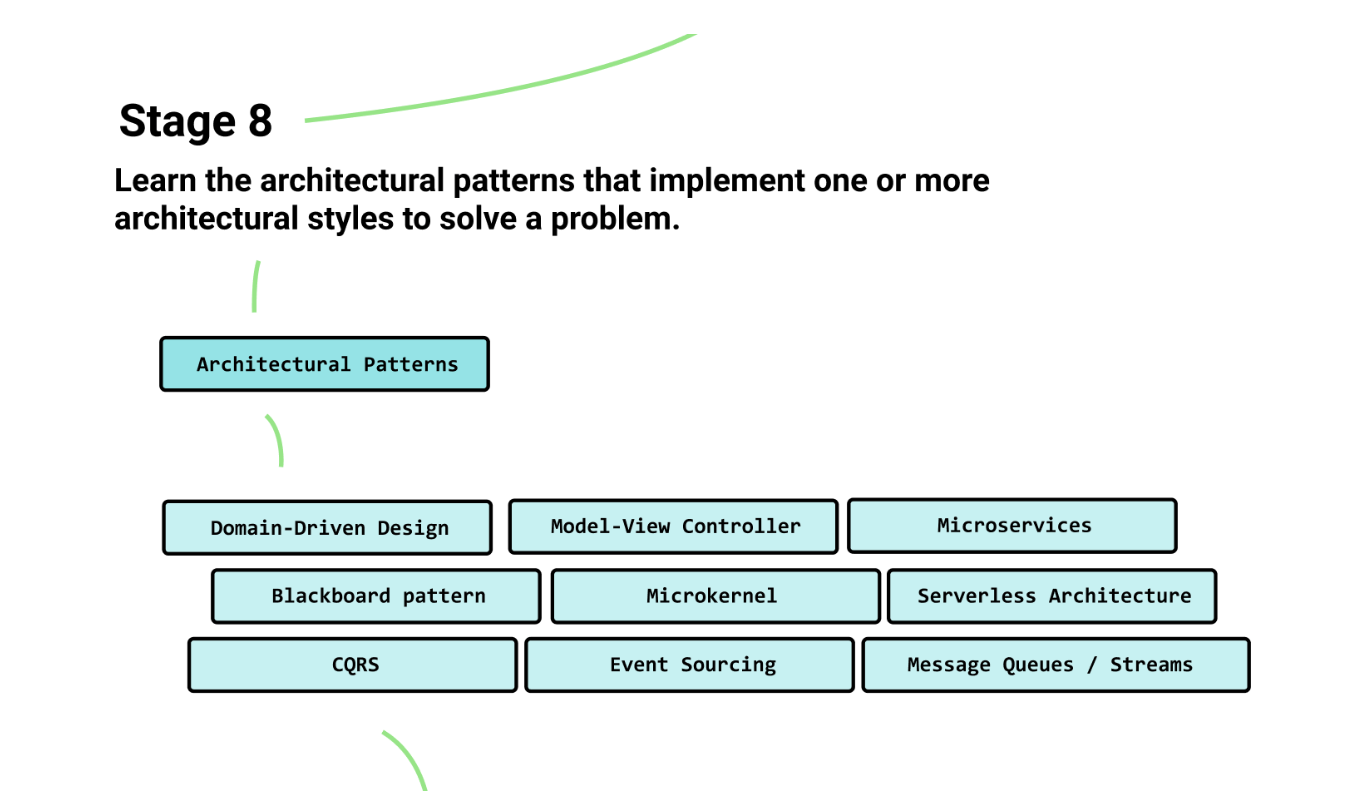 Stage 8
Learn the architectural patterns that implement one or more
architectural styles to solve a problem.
Architectural Patterns
Domain-Driven Design
Model-View Controller
Microservices
Blackboard pattern
Microkernel
Serverless Architecture
CQRS
Event Sourcing
Message Queues / Streams